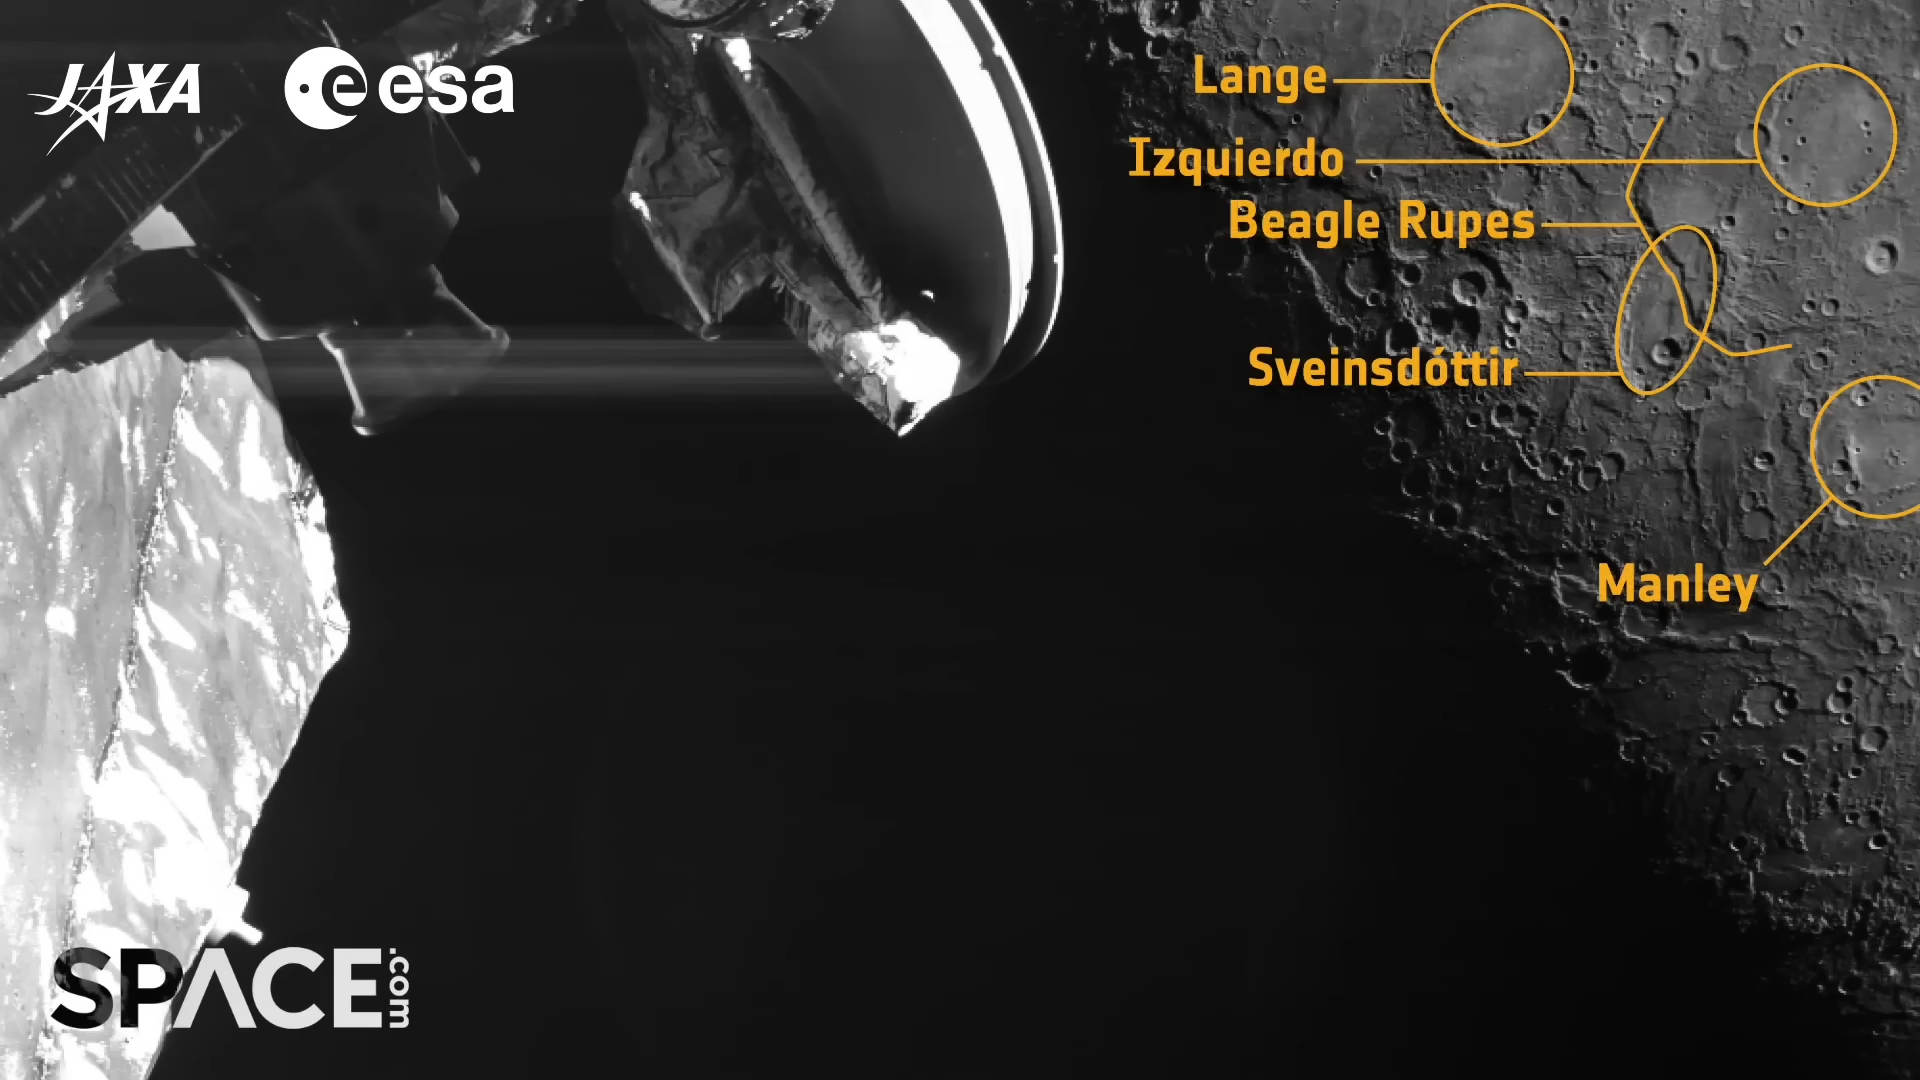 JAXA
esa
Lange
Izquierdo
Beagle Rupes
Sveinsdóttir
Manley
SPACE.com